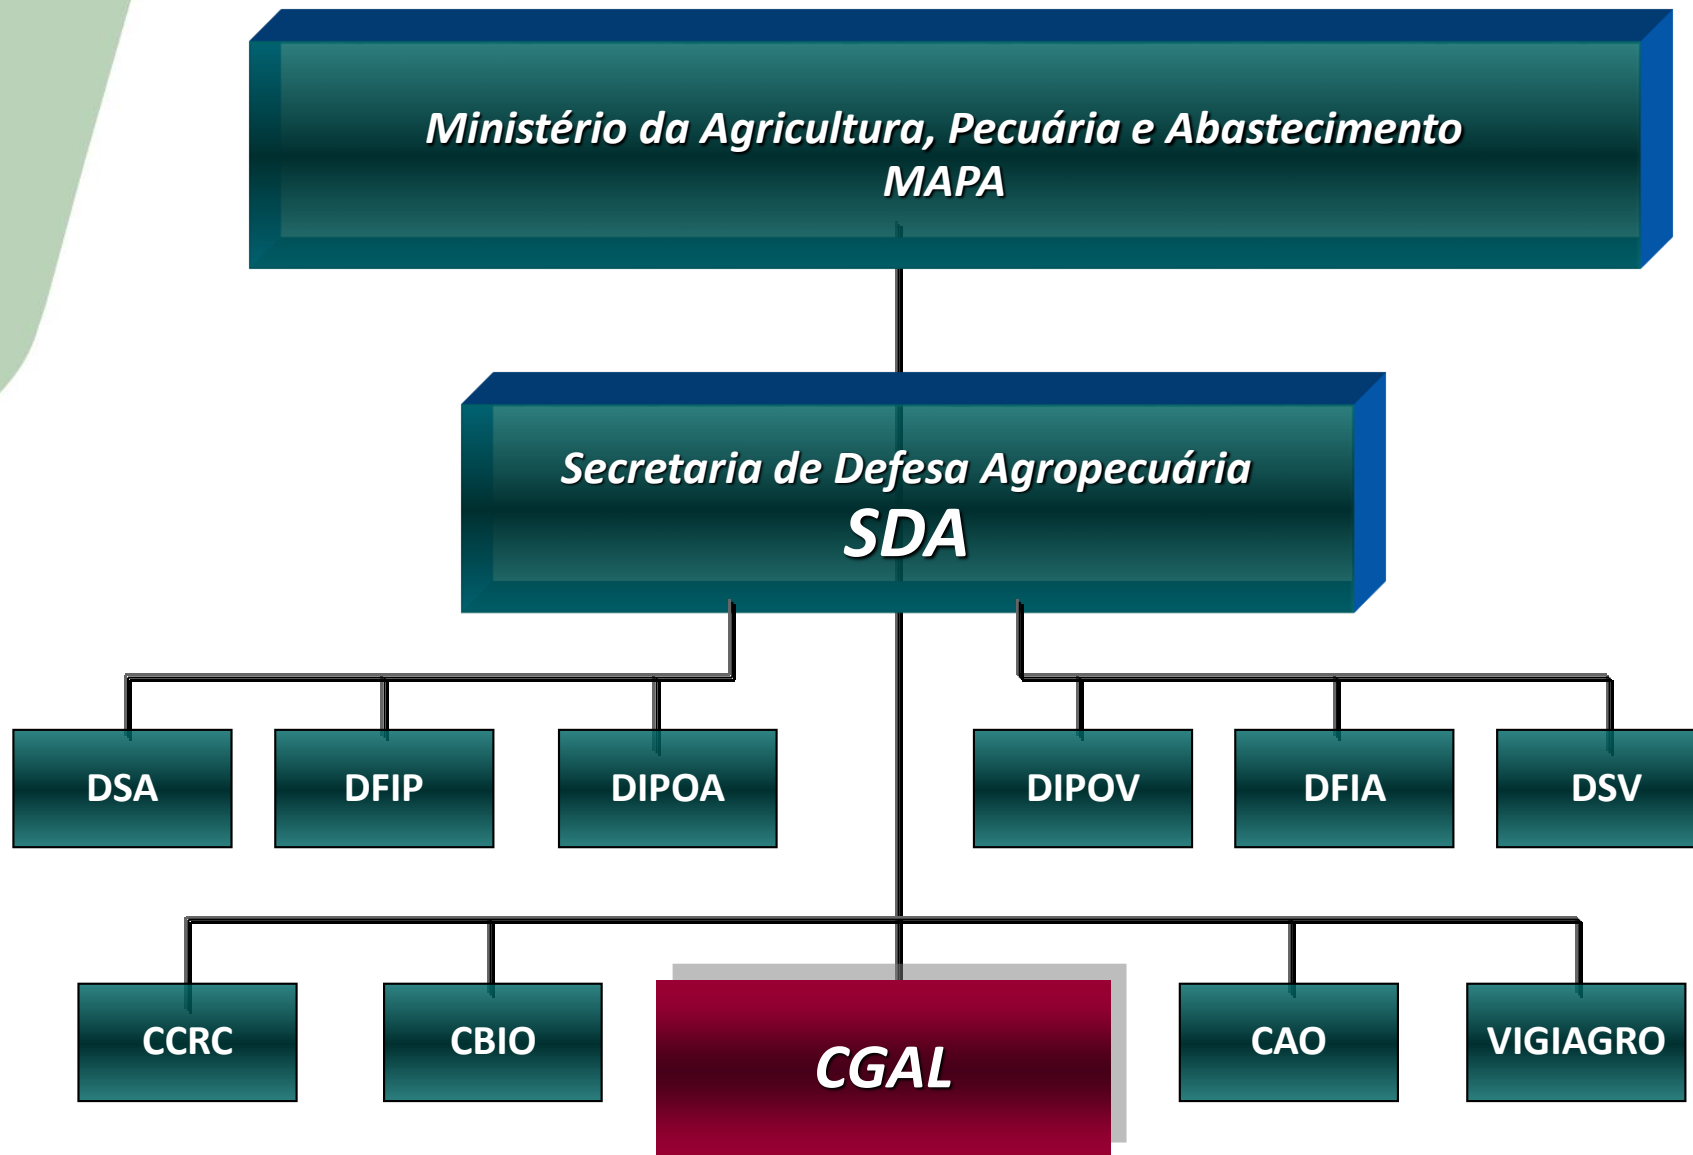 Ministério da Agricultura, Pecuária e Abastecimento
MAPA
Secretaria de Defesa Agropecuária
SDA
DSA
DFIP
DIPOA
DIPOV
DFIA
DSV
CCRC
CBIO
CGAL
CAO
VIGIAGRO